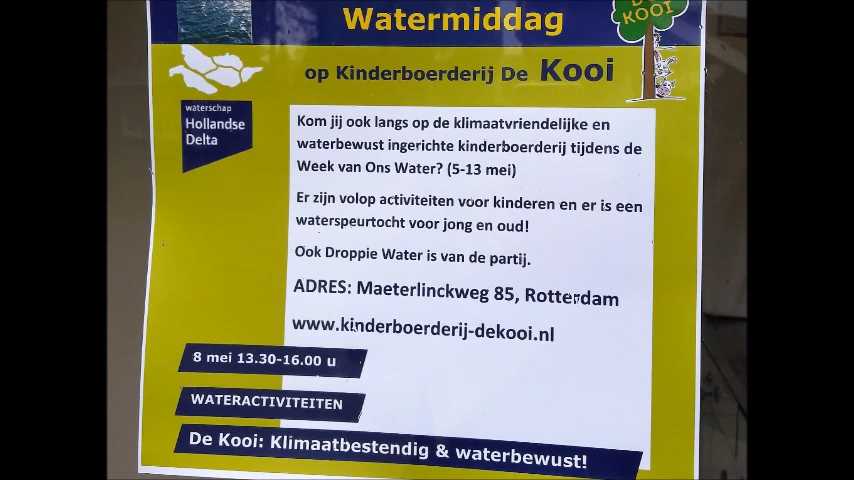 Watermiddag
DE
KOOI
op Kinderboerderij De Kooi
waterschap
Hollandse
Delta
Kom jij ook langs op de klimaatvriendelijke en
waterbewust ingerichte kinderboerderij tijdens de
Week van Ons Water? (5-13 mei)
Er zijn volop activiteiten voor kinderen en er is een
waterspeurtocht voor jong en oud!
Ook Droppie Water is van de partij.
ADRES: Maeterlinckweg 85, Rotterdam
www.kinderboerderij-dekooi.nl
8 mei 13.30-16.00 u
WATERACTIVITEITEN
De Kooi: Klimaatbestendig & waterbewust!